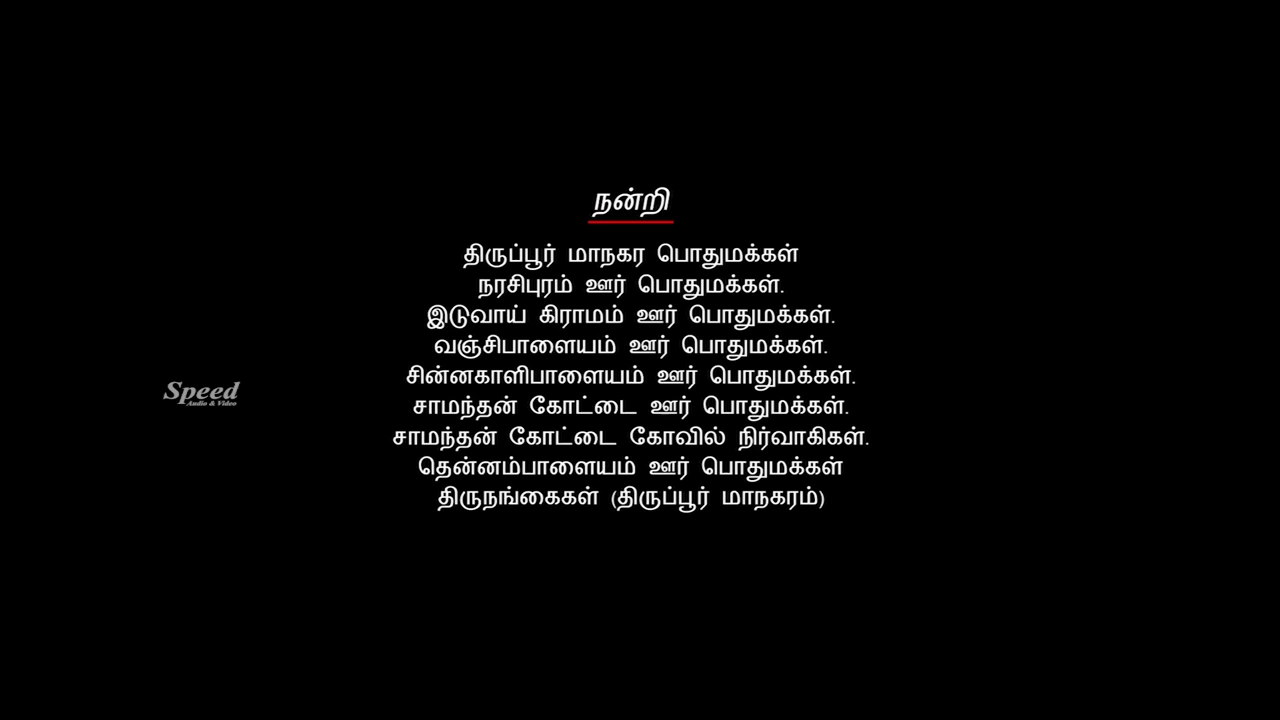 நன்றி
திருப்பூர் மாநகர பொதுமக்கள்
நரசிபுரம் ஊர் பொதுமக்கள்.
இடுவாய் கிராமம் ஊர் பொதுமக்கள்.
வஞ்சிபாளையம் ஊர் பொதுமக்கள்.
சின்னகாளிபாளையம் ஊர் பொதுமக்கள்.
சாமந்தன் கோட்டை ஊர் பொதுமக்கள்.
சாமந்தன் கோட்டை கோவில் நிர்வாகிகள்.
தென்னம்பாளையம் ஊர் பொதுமக்கள்
திருநங்கைகள் (திருப்பூர் மாநகரம்)
Speed
Audio & Video